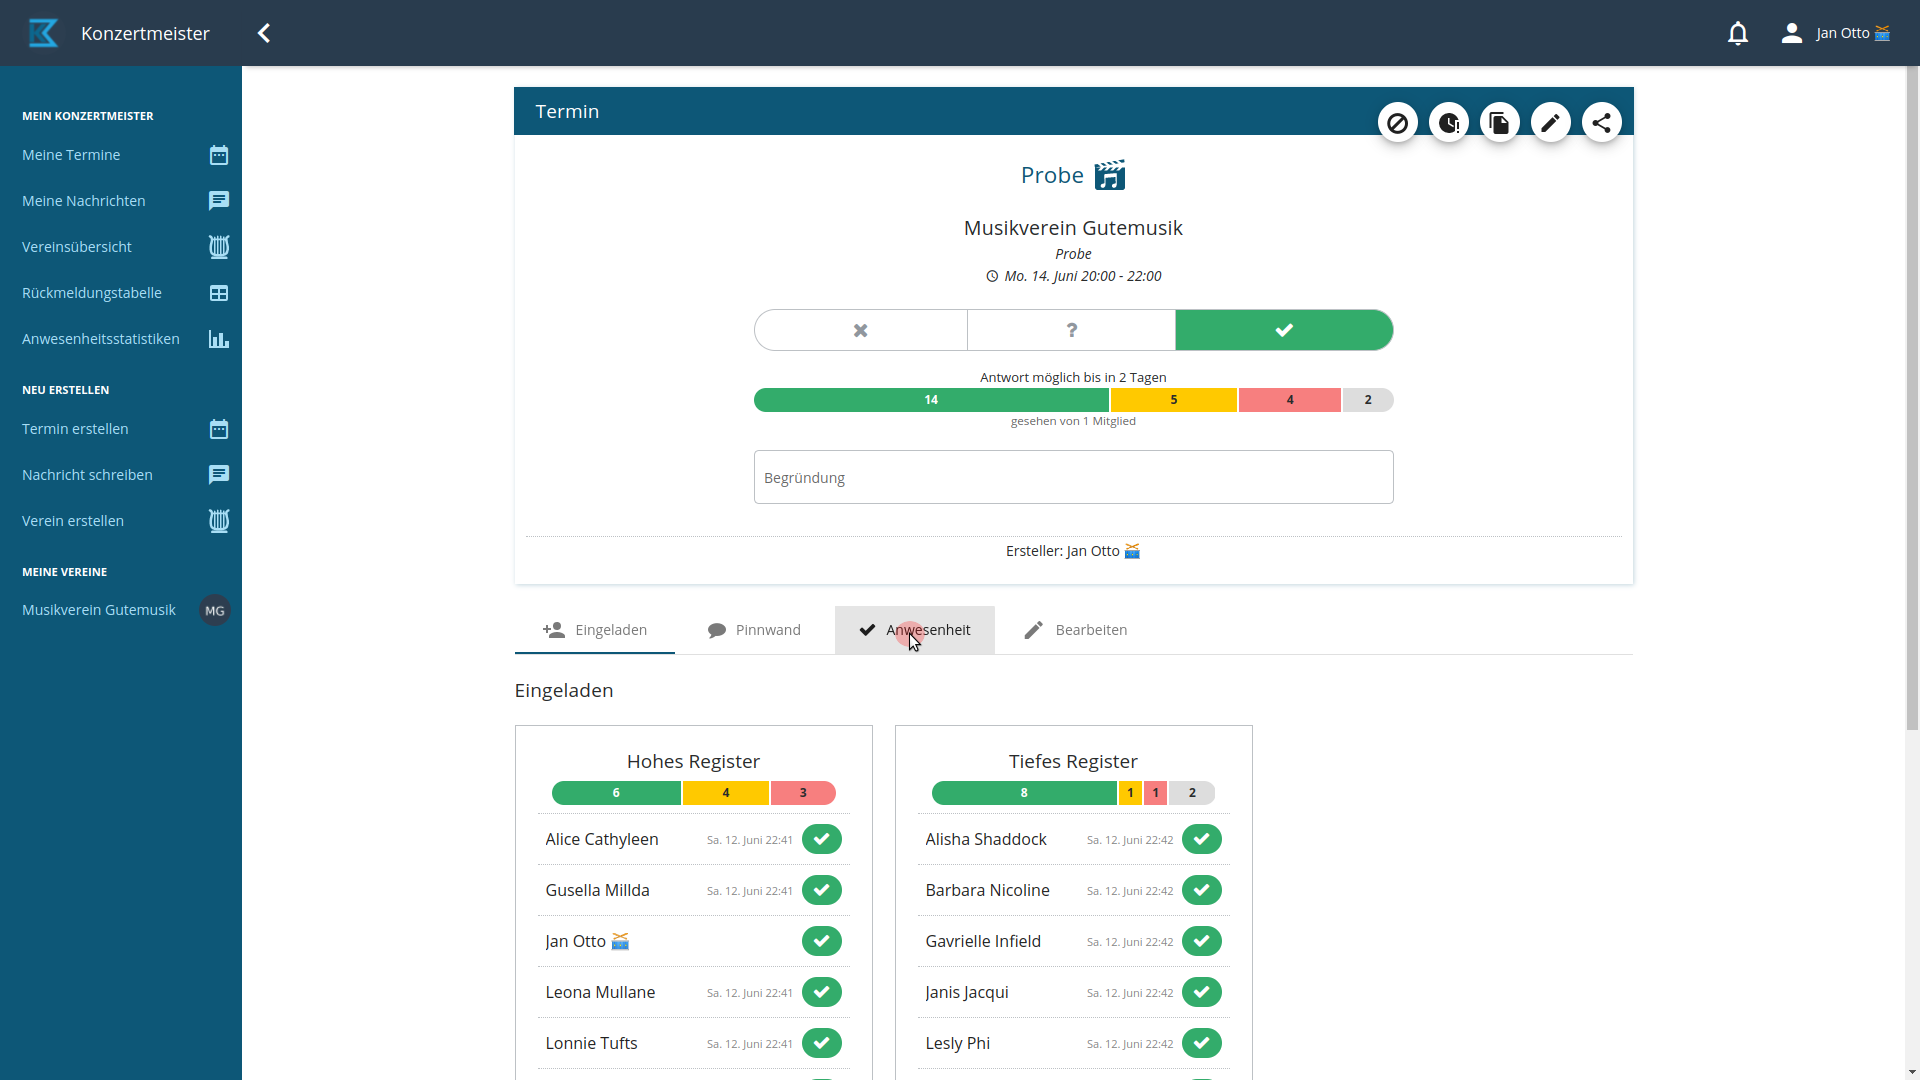 Konzertmeister
Jan Otto
MEIN KONZERTMEISTER
Meine Termine
Meine Nachrichten
Vereinsübersicht
Rückmeldungstabelle
Anwesenheitsstatistiken
NEU ERSTELLEN
Termin erstellen
Nachricht schreiben
Verein erstellen
MEINE VEREINE
Musikverein Gutemusik MG
Termin
Probe
Musikverein Gutemusik
Probe
Mo. 14. Juni 20:00 - 22:00
?
Antwort möglich bis in 2 Tagen
14 5 4 2
gesehen von 1 Mitglied
Begründung
Ersteller: Jan Otto
Eingeladen Pinnwand Anwesenheit Bearbeiten
Eingeladen
Hohes Register
6 4 3
Alice Cathyleen Sa. 12. Juni 22:41
Gusella Millda Sa. 12. Juni 22:41
Jan Otto
Leona Mullane Sa. 12. Juni 22:41
Lonnie Tufts Sa. 12. Juni 22:41
Tiefes Register
8 1 1 2
Alisha Shaddock Sa. 12. Juni 22:42
Barbara Nicoline Sa. 12. Juni 22:42
Gavrielle Infield Sa. 12. Juni 22:42
Janis Jacqui Sa. 12. Juni 22:42
Lesly Phi Sa. 12. Juni 22:42